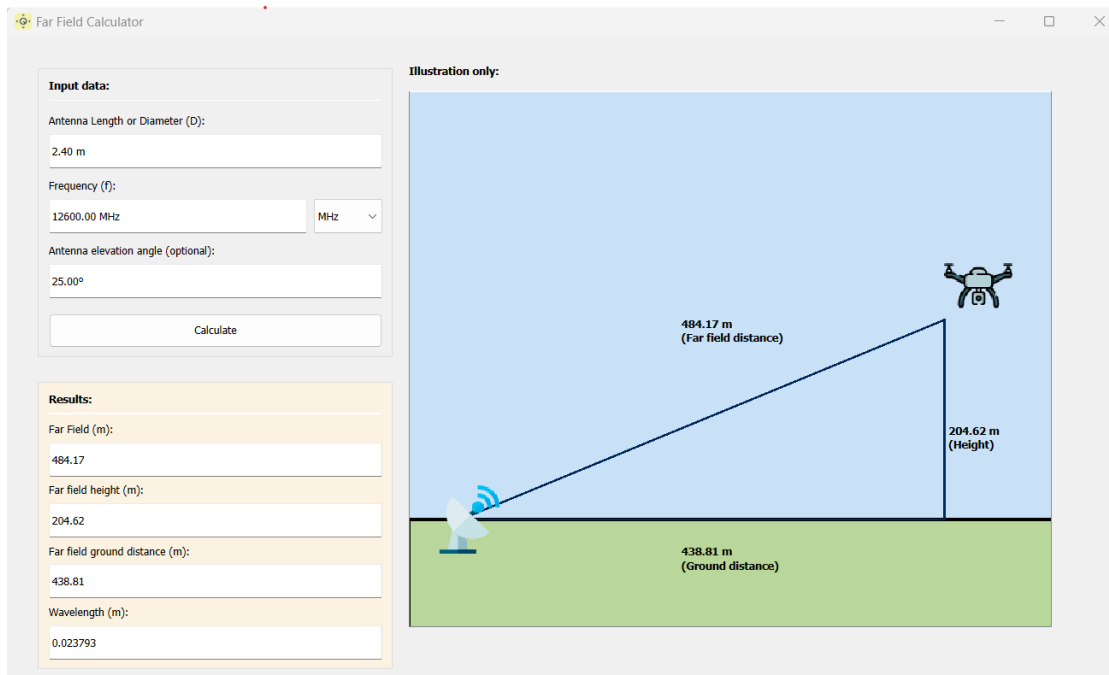 Far Field Calculator
Input data:
Antenna Length or Diameter (D):
2.40 m
Frequency (f):
12600.00 MHz
MHz
Antenna elevation angle (optional):
25.00º
Calculate
Results:
Far Field (m):
484.17
Far field height (m):
204.62
Far field ground distance (m):
438.81
Wavelength (m):
0.023793
Illustration only:
484.17 m
(Far field distance)
204.62 m
(Height)
438.81 m
(Ground distance)